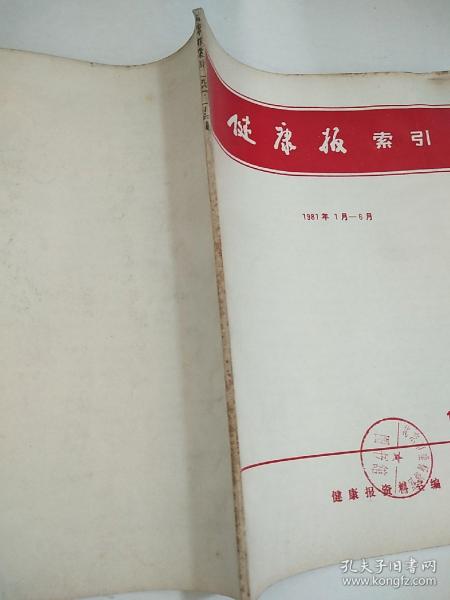 健康报 索引
1981年1月—6月
健康报资料室编
孔夫子旧书网
www.kongfz.com